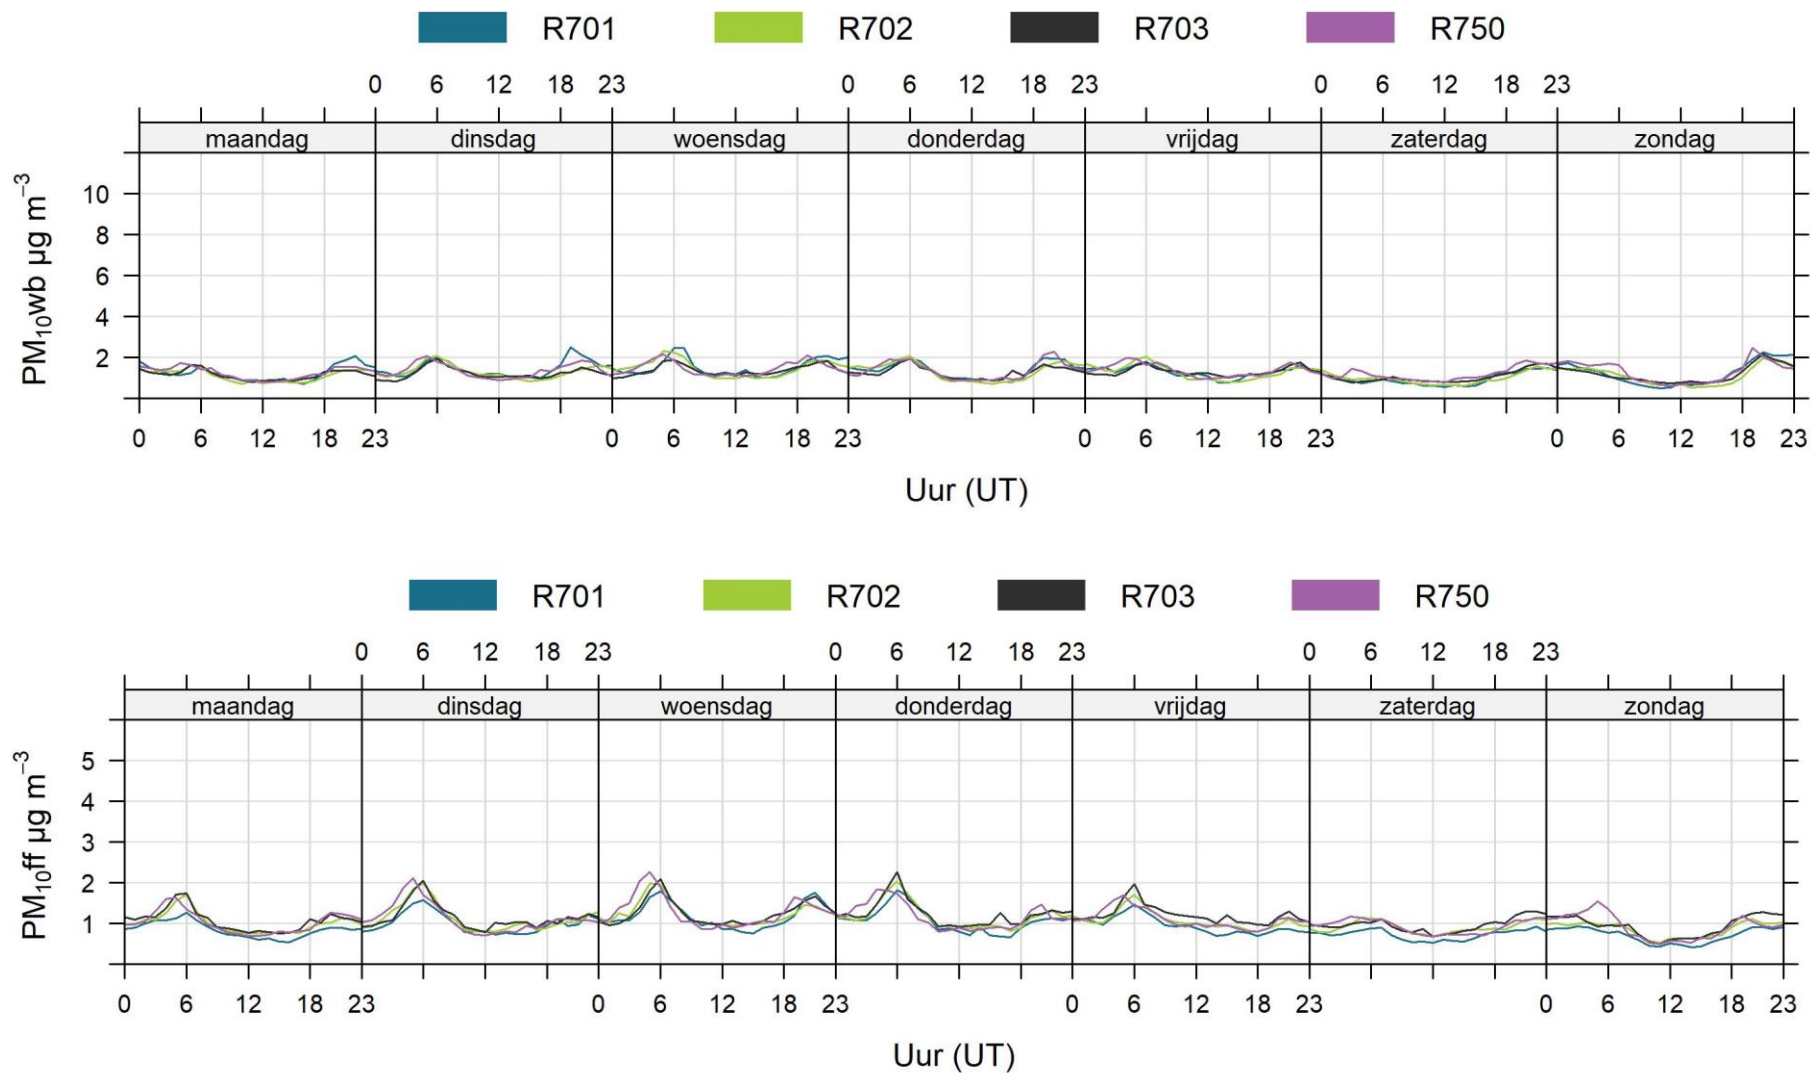 R701 R702 R703 R750
0 6 12 18 23 0 6 12 18 23 0 6 12 18 23
maandag dinsdag woensdag donderdag vrijdag zaterdag zondag
10
8
6
4
2
PM₁₀wb µg m⁻³
0 6 12 18 23 0 6 12 18 23 0 6 12 18 23 0 6 12 18 23
Uur (UT)
R701 R702 R703 R750
0 6 12 18 23 0 6 12 18 23 0 6 12 18 23
maandag dinsdag woensdag donderdag vrijdag zaterdag zondag
5
4
3
2
1
PM₁₀ff µg m⁻³
0 6 12 18 23 0 6 12 18 23 0 6 12 18 23 0 6 12 18 23
Uur (UT)